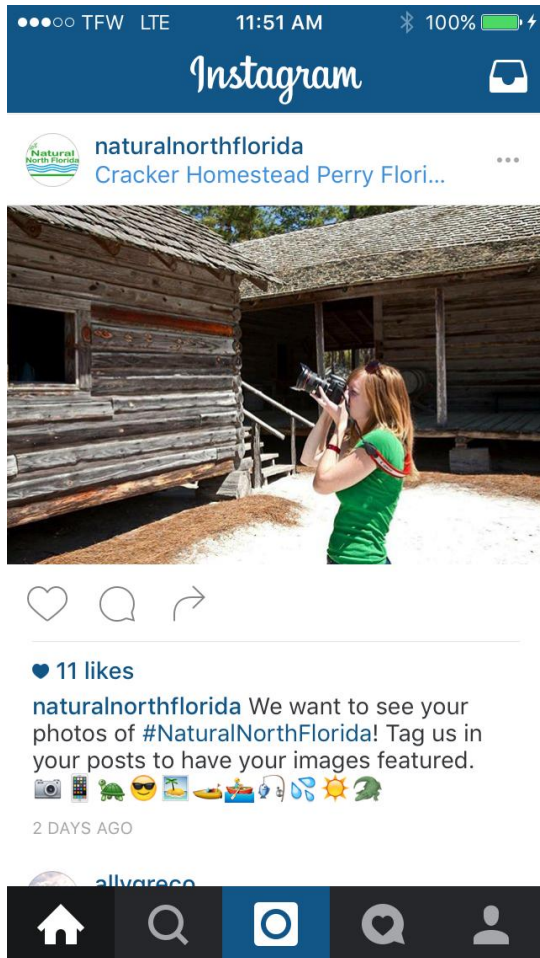 TFW LTE 11:51 AM 100%
Instagram
Natural
North Florida
naturalnorthflorida
Cracker Homestead Perry Flori...
11 likes
naturalnorthflorida We want to see your
photos of #NaturalNorthFlorida! Tag us in
your posts to have your images featured.
2 DAYS AGO
allygreco